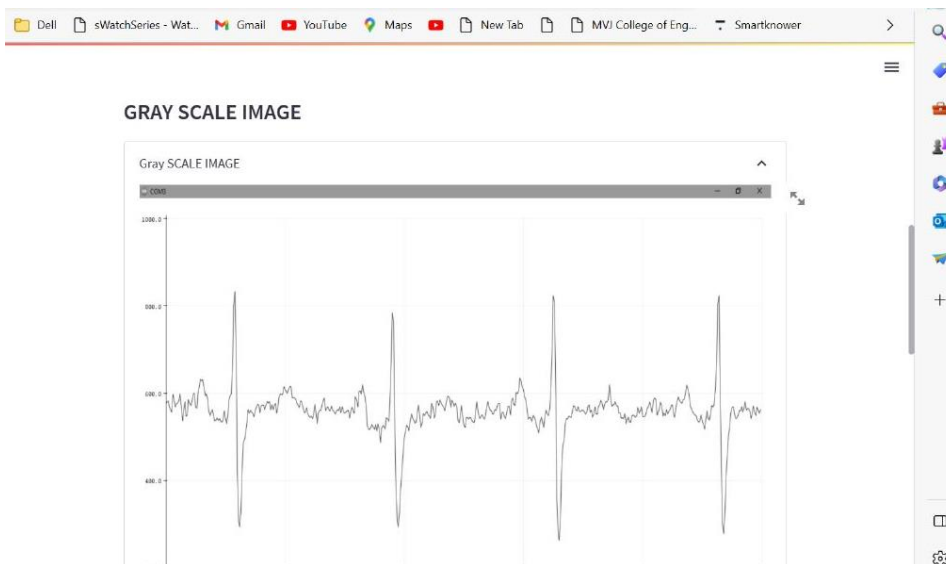 Dell sWatchSeries - Wat... Gmail YouTube Maps New Tab MVJ College of Eng... Smartknower
GRAY SCALE IMAGE
Gray SCALE IMAGE
COM5
1000.0
800.0
600.0
400.0